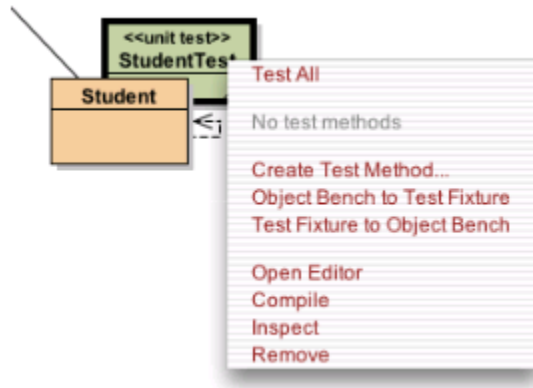 <<unit test>>
StudentTest
Student
Test All
No test methods
Create Test Method...
Object Bench to Test Fixture
Test Fixture to Object Bench
Open Editor
Compile
Inspect
Remove